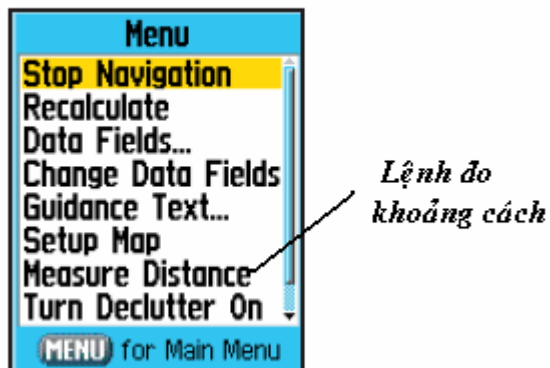 Menu
Stop Navigation
Recalculate
Data Fields...
Change Data Fields
Guidance Text...
Setup Map
Measure Distance
Turn Declutter On
MENU for Main Menu
Lệnh đo
khoảng cách